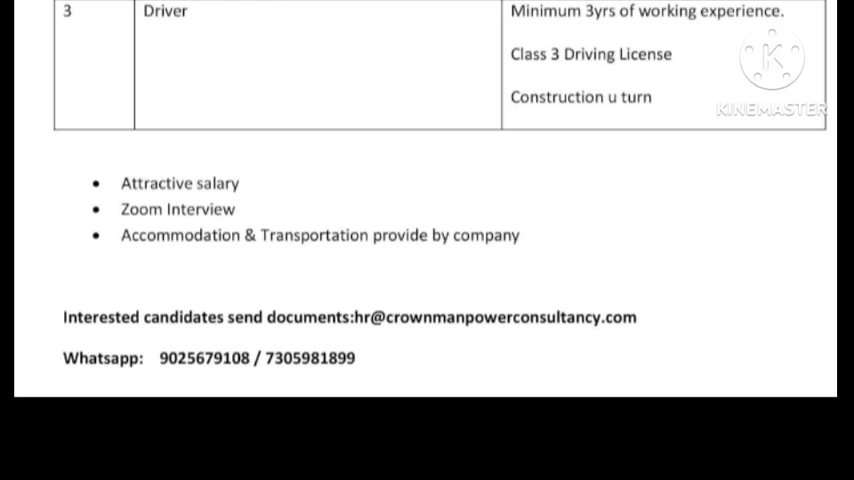 3 Driver Minimum 3yrs of working experience.
Class 3 Driving License
Construction u turn
K
KINEMASTER
• Attractive salary
• Zoom Interview
• Accommodation & Transportation provide by company
Interested candidates send documents:hr@crownmanpowerconsultancy.com
Whatsapp: 9025679108 / 7305981899